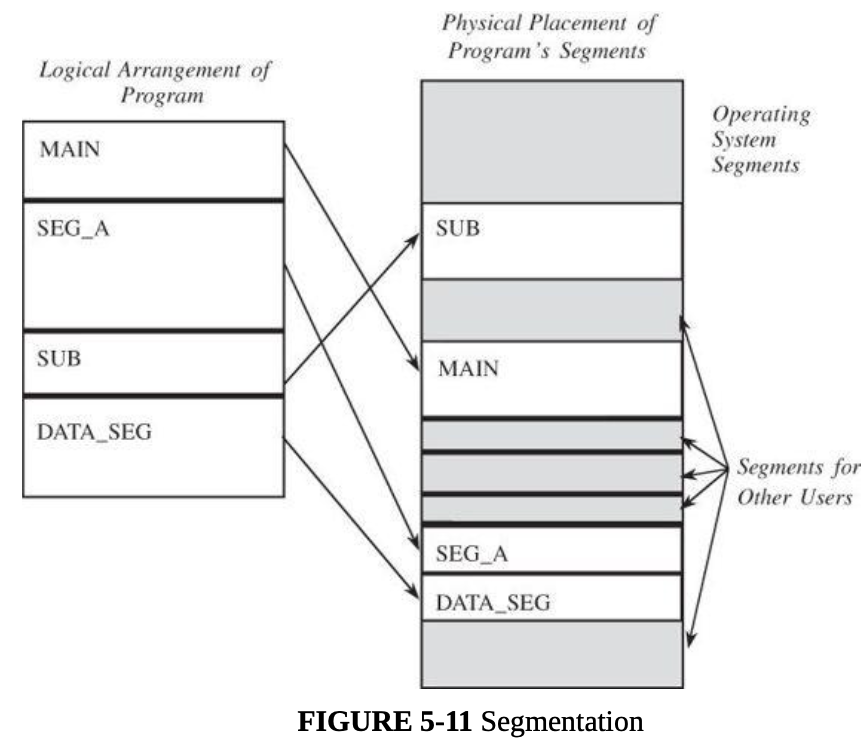 Logical Arrangement of
Program
MAIN
SEG_A
SUB
DATA_SEG
Physical Placement of
Program's Segments
SUB
MAIN
SEG_A
DATA_SEG
Operating
System
Segments
Segments for
Other Users
FIGURE 5-11 Segmentation